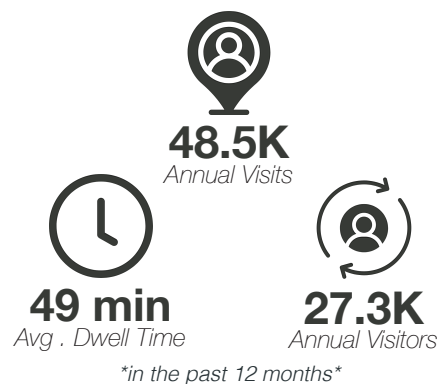 48.5K
Annual Visits
49 min
Avg . Dwell Time
27.3K
Annual Visitors
*in the past 12 months*